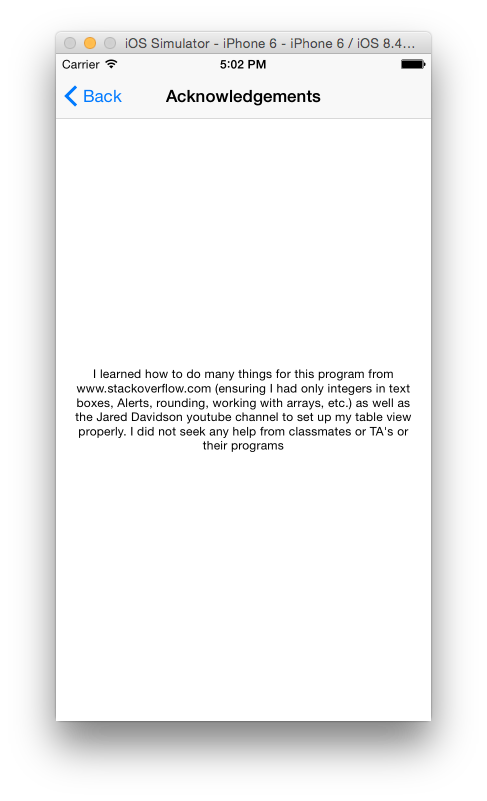 iOS Simulator - iPhone 6 - iPhone 6 / iOS 8.4...
Carrier 5:02 PM
Back Acknowledgements
I learned how to do many things for this program from
www.stackoverflow.com (ensuring I had only integers in text
boxes, Alerts, rounding, working with arrays, etc.) as well as
the Jared Davidson youtube channel to set up my table view
properly. I did not seek any help from classmates or TA's or
their programs